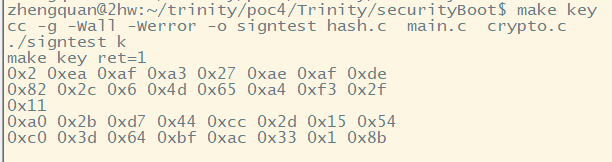 zhengquan@2hw:~/trinity/poc4/Trinity/securityBoot$ make key
cc -g -Wall -Werror -o signtest hash.c  main.c  crypto.c
./signtest k
make key ret=1
0x2 0xea 0xaf 0xa3 0x27 0xae 0xaf 0xde
0x82 0x2c 0x6 0x4d 0x65 0xa4 0xf3 0x2f
0x11
0xa0 0x2b 0xd7 0x44 0xcc 0x2d 0x15 0x54
0xc0 0x3d 0x64 0xbf 0xac 0x33 0x1 0x8b